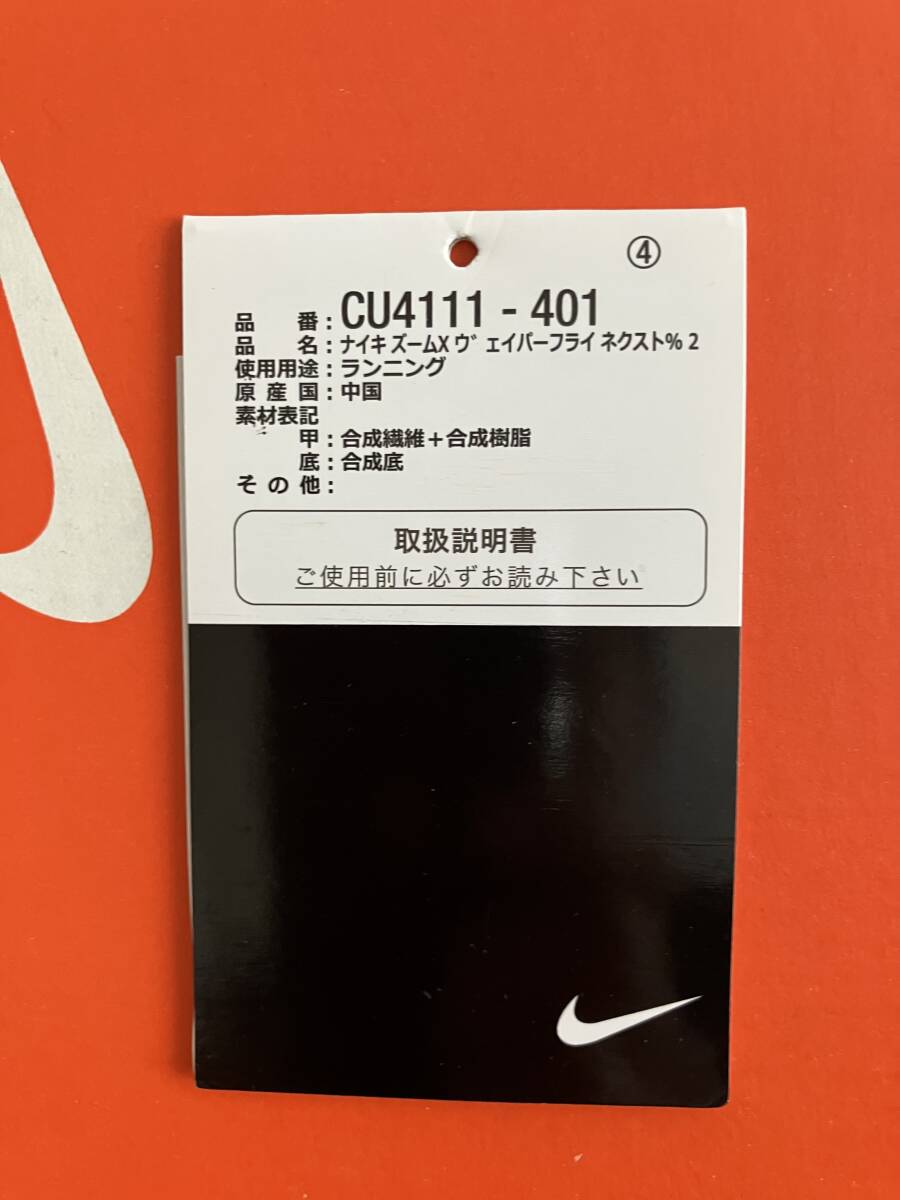 ④
品番：CU4111 - 401
品名：ナイキ ズームX ヴェイパーフライ ネクスト% 2
使用用途：ランニング
原産国：中国
素材表記
甲：合成繊維＋合成樹脂
底：合成底
その他：
取扱説明書
ご使用前に必ずお読み下さい